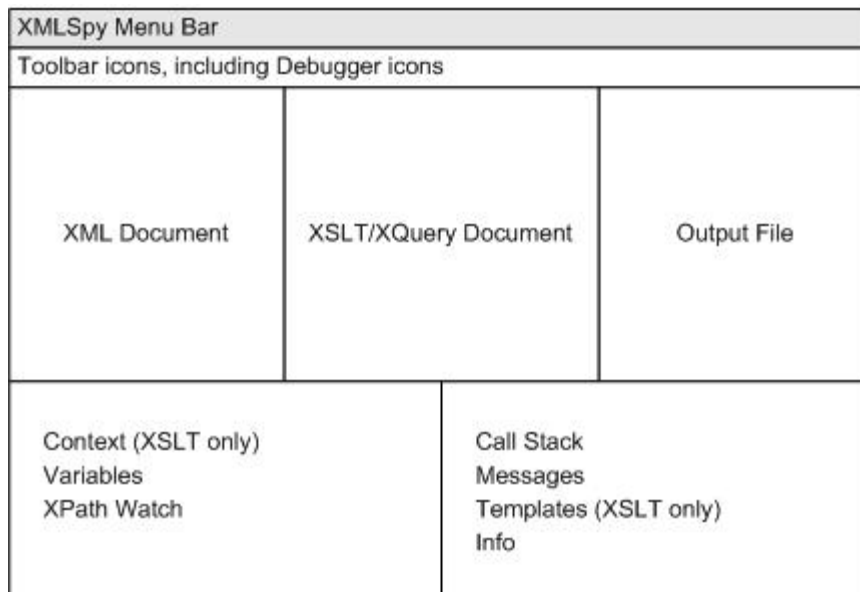 XMLSpy Menu Bar
Toolbar icons, including Debugger icons
XML Document
XSLT/XQuery Document
Output File
Context (XSLT only)
Variables
XPath Watch
Call Stack
Messages
Templates (XSLT only)
Info